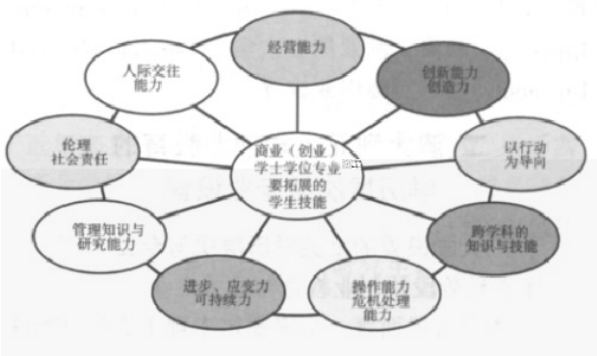 经营能力
创新能力
创造力
以行动
为导向
跨学科的
知识与技能
操作能力
危机处理
能力
进步、应变力
可持续力
管理知识与
研究能力
伦理
社会责任
人际交往
能力
商业（创业）
学士学位专业
要拓展的
学生技能